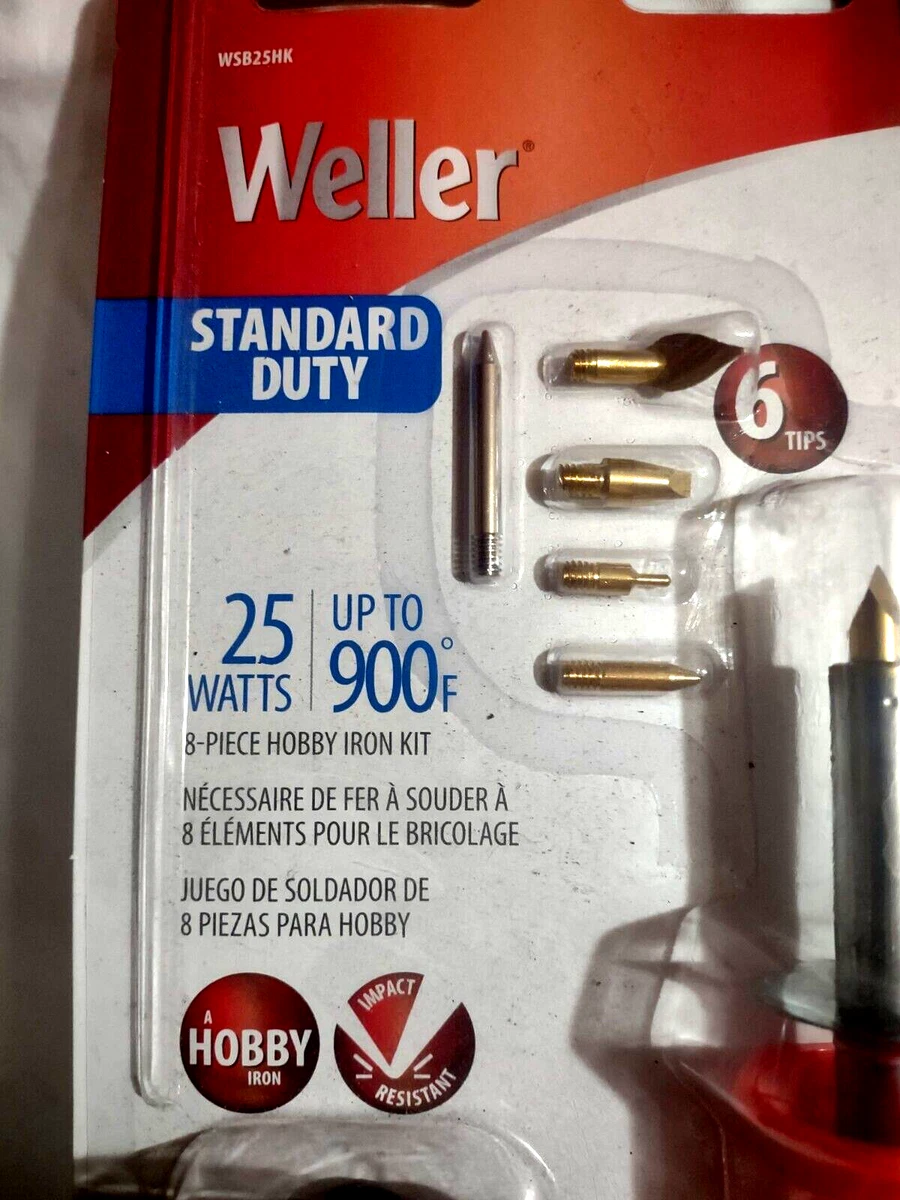 WSB25HK
Weller®
STANDARD
DUTY
6
TIPS
25
WATTS
UP TO
900°F
8-PIECE HOBBY IRON KIT
NÉCESSAIRE DE FER À SOUDER À
8 ÉLÉMENTS POUR LE BRICOLAGE
JUEGO DE SOLDADOR DE
8 PIEZAS PARA HOBBY
A
HOBBY
IRON
IMPACT
RESISTANT